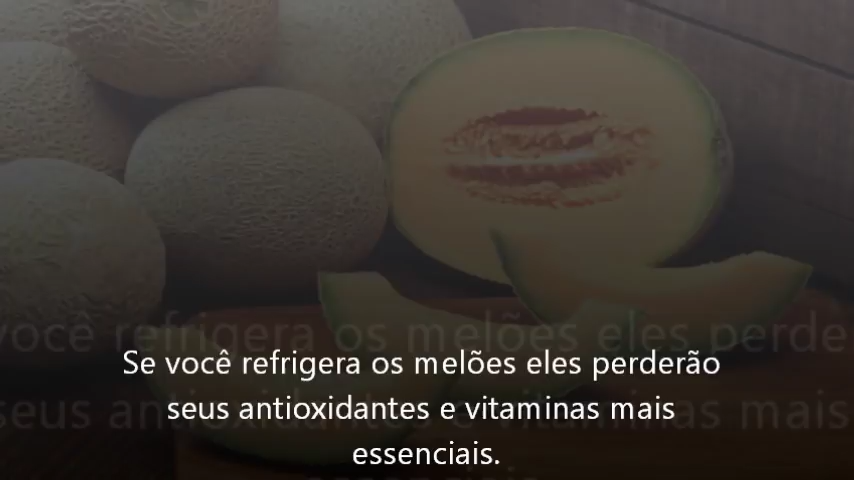 Se você refrigera os melões eles perderão
seus antioxidantes e vitaminas mais
essenciais.